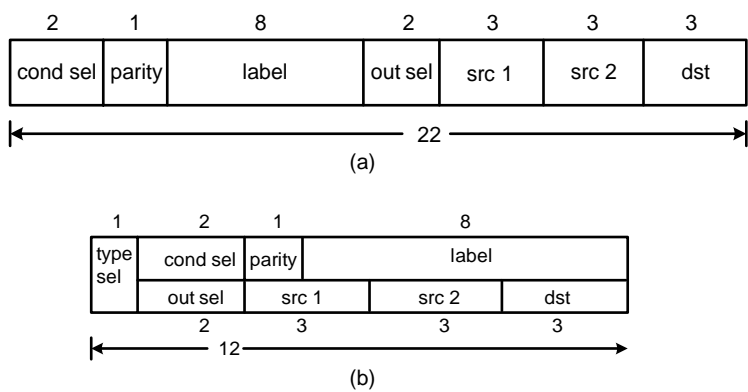 2 1 8 2 3 3 3
cond sel parity label out sel src 1 src 2 dst
22
(a)
1 2 1 8
type sel cond sel parity label
out sel src 1 src 2 dst
2 3 3 3
12
(b)